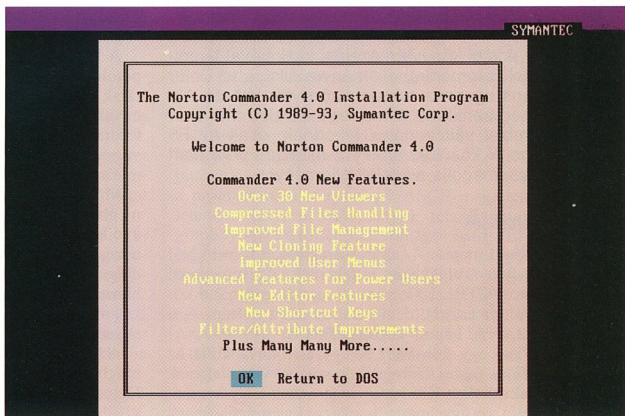 SYMANTEC
The Norton Commander 4.0 Installation Program
Copyright (C) 1989-93, Symantec Corp.
Welcome to Norton Commander 4.0
Commander 4.0 New Features.
Over 30 New Viewers
Compressed Files Handling
Improved File Management
New Cloning Feature
Improved User Menus
Advanced Features for Power Users
New Editor Features
New Shortcut Keys
Filter/Attribute Improvements
Plus Many Many More.....
OK Return to DOS